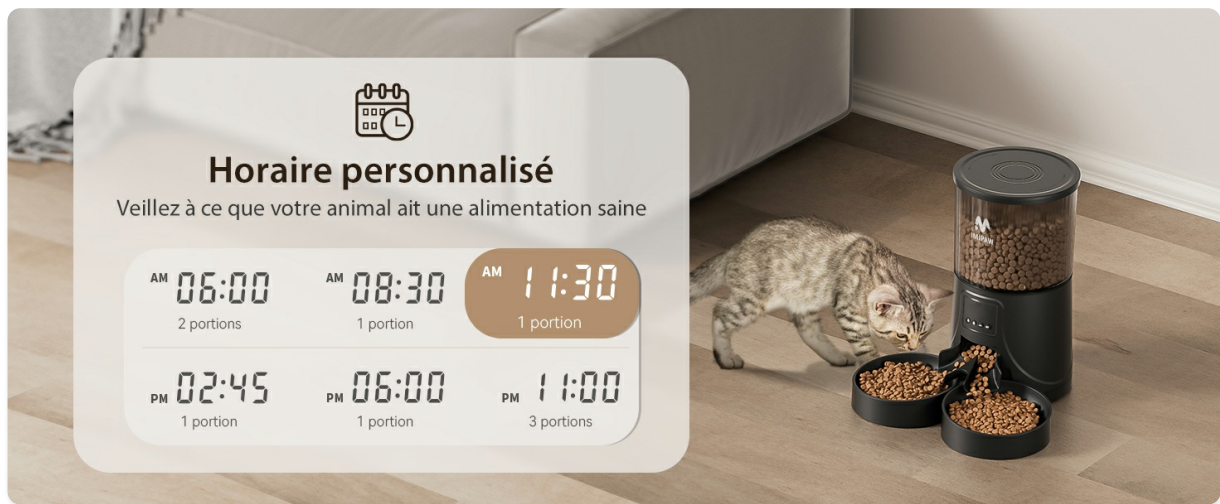 Horaire personnalisé
Veillez à ce que votre animal ait une alimentation saine
AM 06:00
2 portions
AM 08:30
1 portion
AM 11:30
1 portion
PM 02:45
1 portion
PM 06:00
1 portion
PM 11:00
3 portions